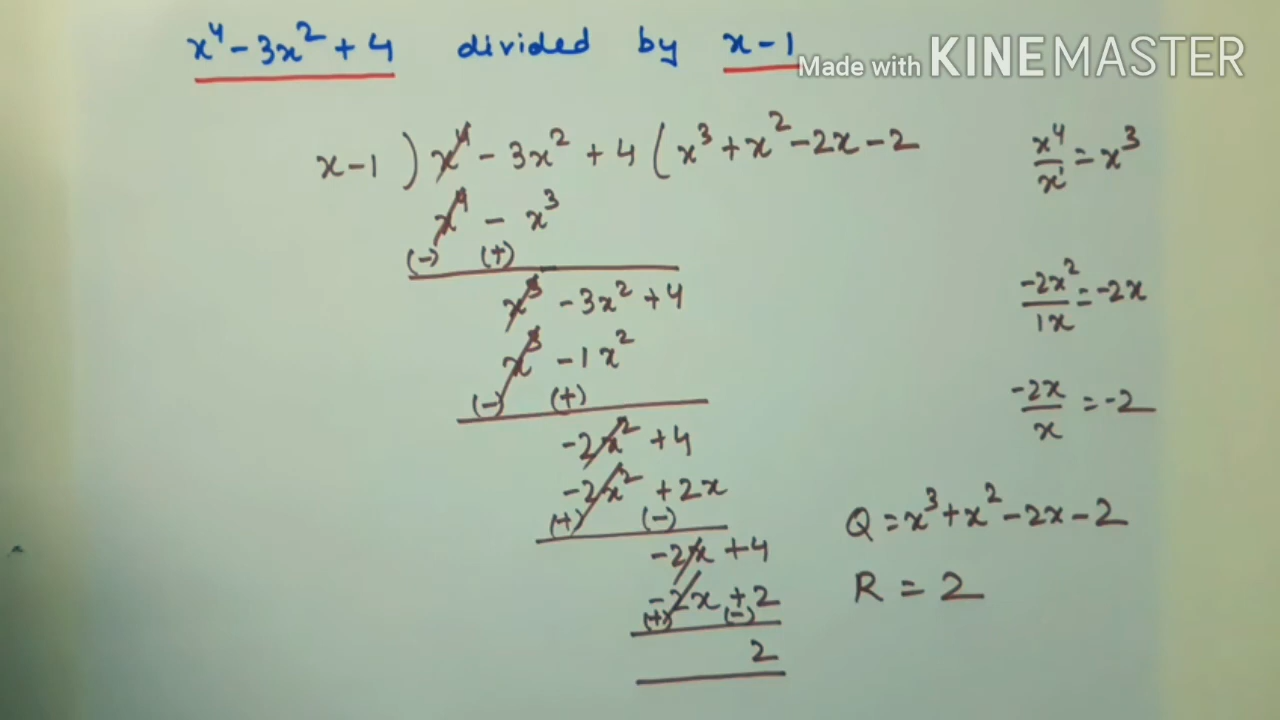 x⁴ - 3x² + 4 divided by x - 1
Made with KINEMASTER
x - 1 ) x⁴ - 3x² + 4 ( x³ + x² - 2x - 2
x⁴ - x³
(-) (+)
x³ - 3x² + 4
x³ - 1x²
(-) (+)
-2x² + 4
-2x² + 2x
(+) (-)
-2x + 4
-2x + 2
(+) (-)
2
x⁴/x¹ = x³
-2x²/1x = -2x
-2x/x = -2
Q = x³ + x² - 2x - 2
R = 2